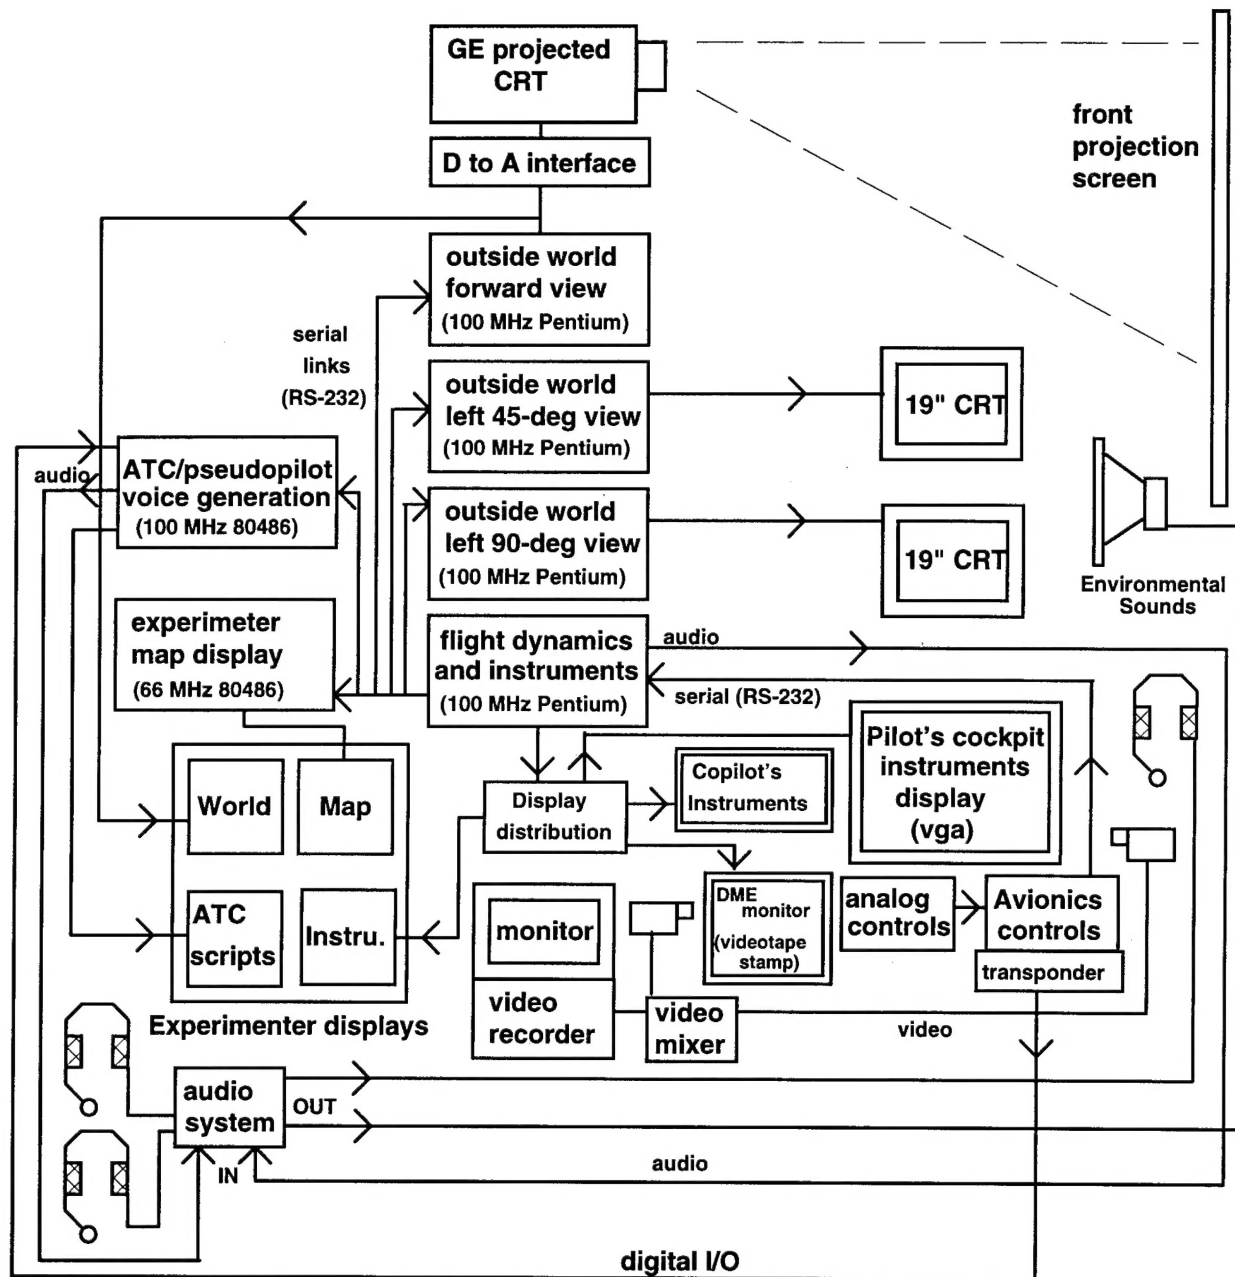 GE projected
CRT
front
projection
screen
D to A interface
outside world
forward view
(100 MHz Pentium)
serial
links
(RS-232)
outside world
left 45-deg view
(100 MHz Pentium)
19" CRT
audio
ATC/pseudopilot
voice generation
(100 MHz 80486)
outside world
left 90-deg view
(100 MHz Pentium)
19" CRT
Environmental
Sounds
experimeter
map display
(66 MHz 80486)
flight dynamics
and instruments
(100 MHz Pentium)
audio
serial (RS-232)
Pilot's cockpit
instruments
display
(vga)
Copilot's
Instruments
World
Map
Display
distribution
ATC
scripts
Instru.
monitor
DME
monitor
(videotape
stamp)
analog
controls
Avionics
controls
transponder
Experimenter displays
video
recorder
video
mixer
video
audio
system
OUT
IN
audio
digital I/O